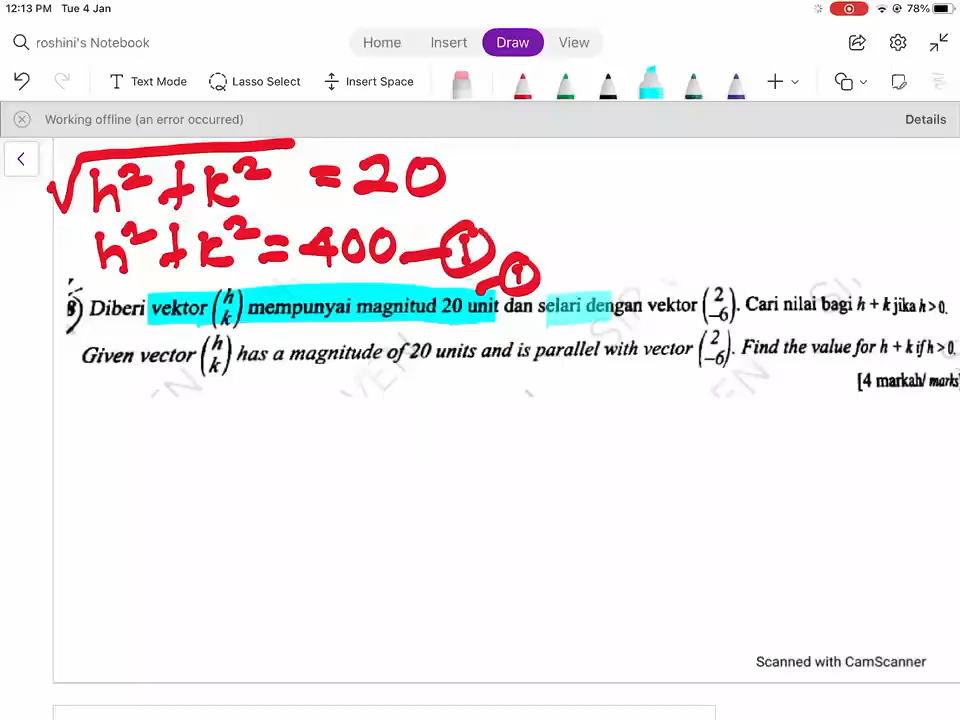 12:13 PM Tue 4 Jan
78%
roshini's Notebook
Home Insert Draw View
Text Mode Lasso Select Insert Space
Working offline (an error occurred) Details
√(h² + k²) = 20
h² + k² = 400 — ①
①
8) Diberi vektor (h k) mempunyai magnitud 20 unit dan selari dengan vektor (2 -6). Cari nilai bagi h + k jika h > 0.
Given vector (h k) has a magnitude of 20 units and is parallel with vector (2 -6). Find the value for h + k if h > 0.
[4 markah/ marks]
Scanned with CamScanner